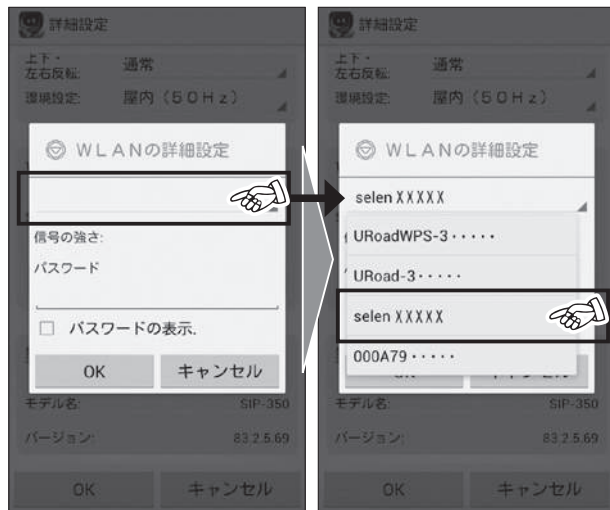 詳細設定
上下・
左右反転:
通常
環境設定:
屋内（５０Ｈｚ）
ＷＬＡＮの詳細設定
信号の強さ:
パスワード
パスワードの表示.
OK
キャンセル
モデル名:
SIP-350
バージョン:
83.2.5.69
OK
キャンセル
詳細設定
上下・
左右反転:
通常
環境設定:
屋内（５０Ｈｚ）
ＷＬＡＮの詳細設定
selen XXXXX
URoadWPS-3・・・・・
URoad-3・・・・・
selen XXXXX
000A79・・・・・
モデル名:
SIP-350
バージョン:
83.2.5.69
OK
キャンセル